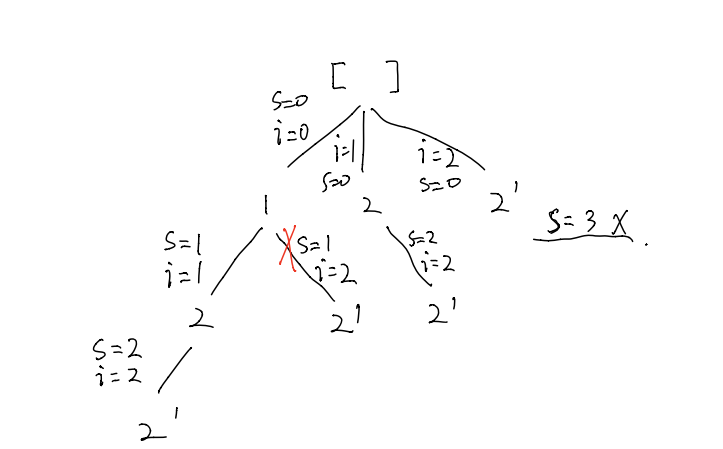 [ ]
s=0
i=0
i=1
s=0
i=2
s=0
1
2
2'
s=3 X.
s=1
i=1
X
s=1
i=2
s=2
i=2
2
2'
2'
s=2
i=2
2'